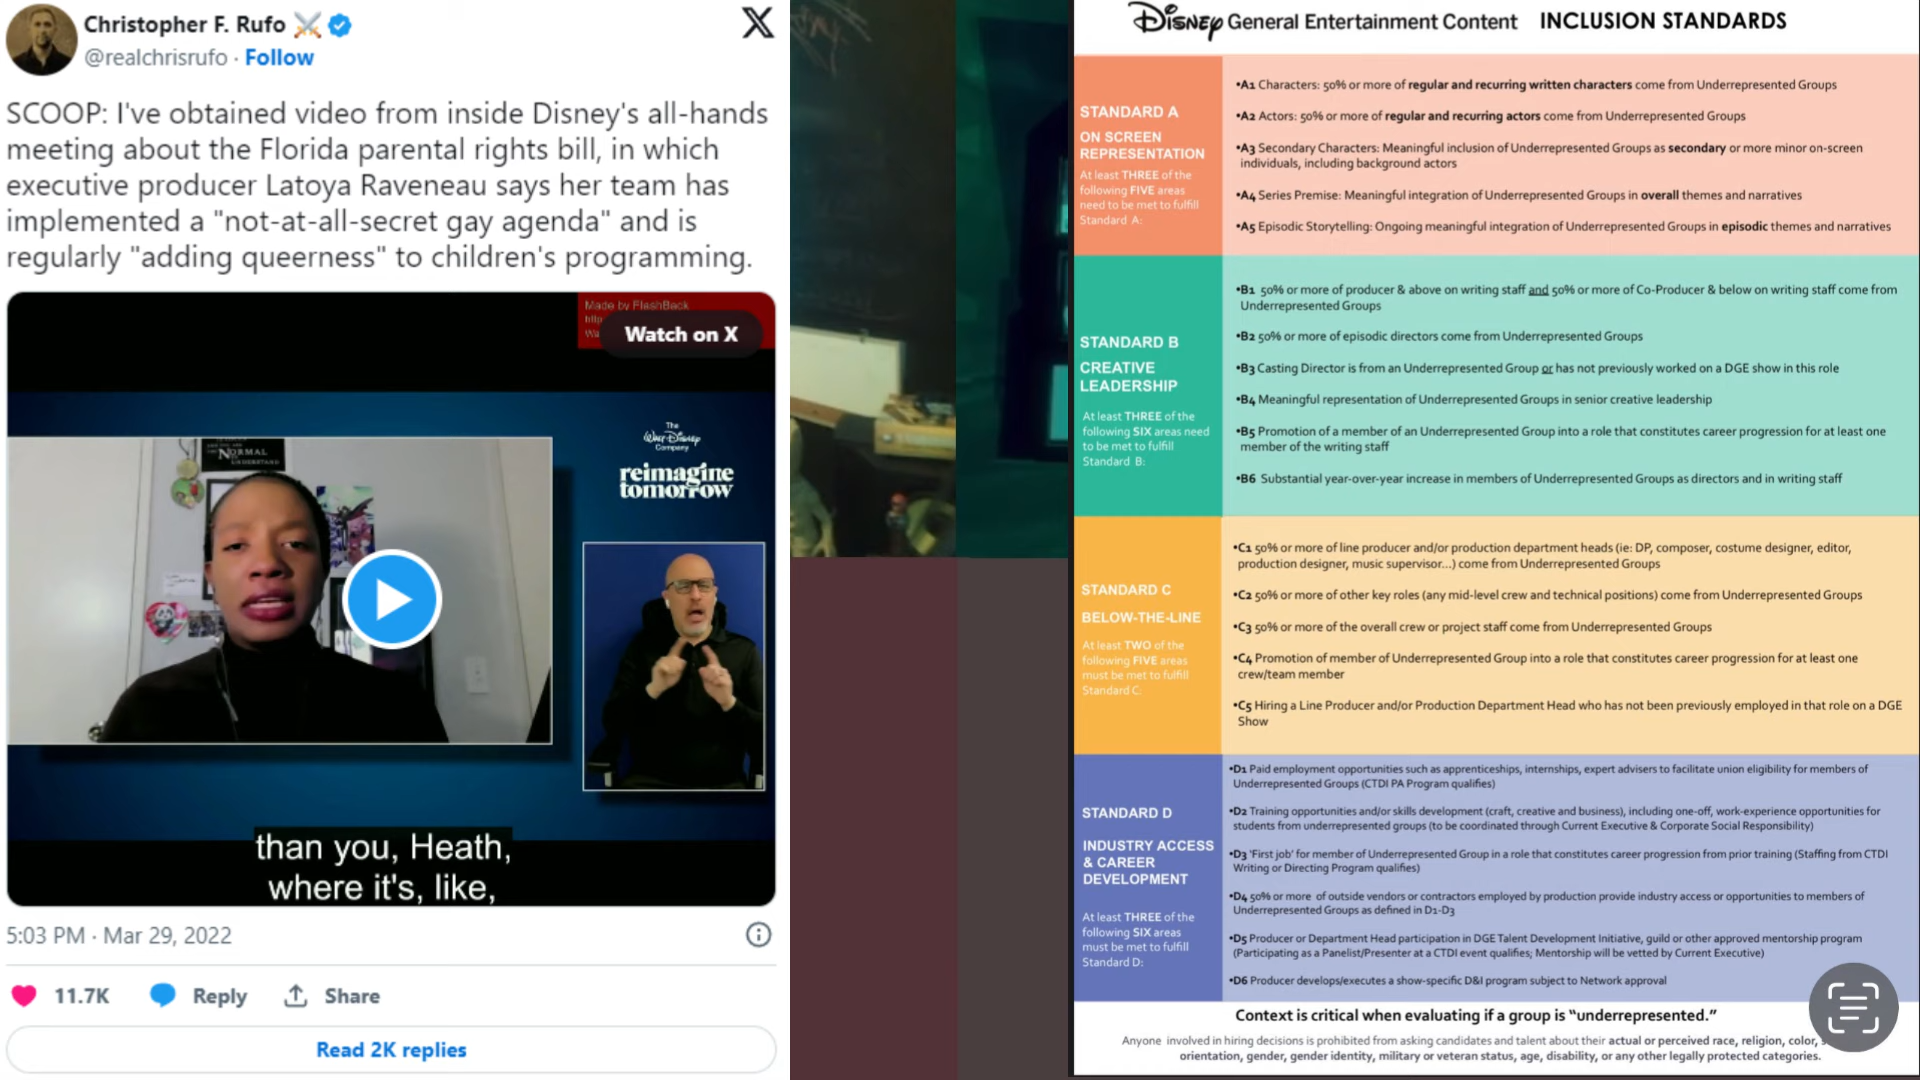 Christopher F. Rufo
@realchrisrufo · Follow
SCOOP: I've obtained video from inside Disney's all-hands
meeting about the Florida parental rights bill, in which
executive producer Latoya Raveneau says her team has
implemented a "not-at-all-secret gay agenda" and is
regularly "adding queerness" to children's programming.
Made by FlashBack
Watch on X
NORMAL
UNDERSTAND
The
Walt Disney
Company
reimagine
tomorrow
than you, Heath,
where it's, like,
5:03 PM · Mar 29, 2022
11.7K
Reply
Share
Read 2K replies
Disney General Entertainment Content INCLUSION STANDARDS
STANDARD A
ON SCREEN
REPRESENTATION
At least THREE of the
following FIVE areas
need to be met to fulfill
Standard A:
•A1 Characters: 50% or more of regular and recurring written characters come from Underrepresented Groups
•A2 Actors: 50% or more of regular and recurring actors come from Underrepresented Groups
•A3 Secondary Characters: Meaningful inclusion of Underrepresented Groups as secondary or more minor on-screen
individuals, including background actors
•A4 Series Premise: Meaningful integration of Underrepresented Groups in overall themes and narratives
•A5 Episodic Storytelling: Ongoing meaningful integration of Underrepresented Groups in episodic themes and narratives
STANDARD B
CREATIVE
LEADERSHIP
At least THREE of the
following SIX areas need
to be met to fulfill
Standard B:
•B1 50% or more of producer & above on writing staff and 50% or more of Co-Producer & below on writing staff come from
Underrepresented Groups
•B2 50% or more of episodic directors come from Underrepresented Groups
•B3 Casting Director is from an Underrepresented Group or has not previously worked on a DGE show in this role
•B4 Meaningful representation of Underrepresented Groups in senior creative leadership
•B5 Promotion of a member of an Underrepresented Group into a role that constitutes career progression for at least one
member of the writing staff
•B6 Substantial year-over-year increase in members of Underrepresented Groups as directors and in writing staff
STANDARD C
BELOW-THE-LINE
At least TWO of the
following FIVE areas
must be met to fulfill
Standard C.
•C1 50% or more of line producer and/or production department heads (ie: DP, composer, costume designer, editor,
production designer, music supervisor...) come from Underrepresented Groups
•C2 50% or more of other key roles (any mid-level crew and technical positions) come from Underrepresented Groups
•C3 50% or more of the overall crew or project staff come from Underrepresented Groups
•C4 Promotion of member of Underrepresented Group into a role that constitutes career progression for at least one
crew/team member
•C5 Hiring a Line Producer and/or Production Department Head who has not been previously employed in that role on a DGE
Show
STANDARD D
INDUSTRY ACCESS
& CAREER
DEVELOPMENT
At least THREE of the
following SIX areas
must be met to fulfill
Standard D:
•D1 Paid employment opportunities such as apprenticeships, internships, expert advisers to facilitate union eligibility for members of
Underrepresented Groups (CTDI PA Program qualifies)
•D2 Training opportunities and/or skills development (craft, creative and business), including one-off, work-experience opportunities for
students from underrepresented groups (to be coordinated through Current Executive & Corporate Social Responsibility)
•D3 'First job' for member of Underrepresented Group in a role that constitutes career progression from prior training (Staffing from CTDI
Writing or Directing Program qualifies)
•D4 50% or more of outside vendors or contractors employed by production provide industry access or opportunities to members of
Underrepresented Groups as defined in D1-D3
•D5 Producer or Department Head participation in DGE Talent Development Initiative, guild or other approved mentorship program
(Participating as a Panelist/Presenter at a CTDI event qualifies; Mentorship will be vetted by Current Executive)
•D6 Producer develops/executes a show-specific D&I program subject to Network approval
Context is critical when evaluating if a group is “underrepresented.”
Anyone involved in hiring decisions is prohibited from asking candidates and talent about their actual or perceived race, religion, color,
orientation, gender, gender identity, military or veteran status, age, disability, or any other legally protected categories.